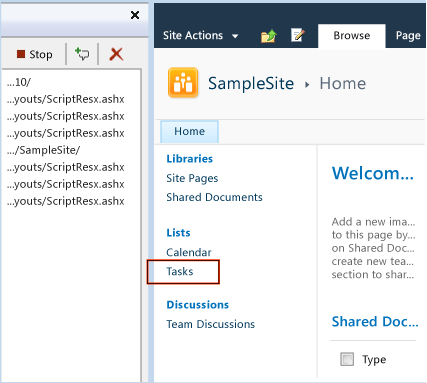 Stop
...10/
...youts/ScriptResx.ashx
...youts/ScriptResx.ashx
...youts/ScriptResx.ashx
.../SampleSite/
...youts/ScriptResx.ashx
...youts/ScriptResx.ashx
...youts/ScriptResx.ashx
Site Actions Browse Page
SampleSite Home
Home
Libraries
Site Pages
Shared Documents
Lists
Calendar
Tasks
Discussions
Team Discussions
Welcom...
Add a new ima...
to this page by...
on Shared Doc...
create new tea...
section to shar...
Shared Doc...
Type